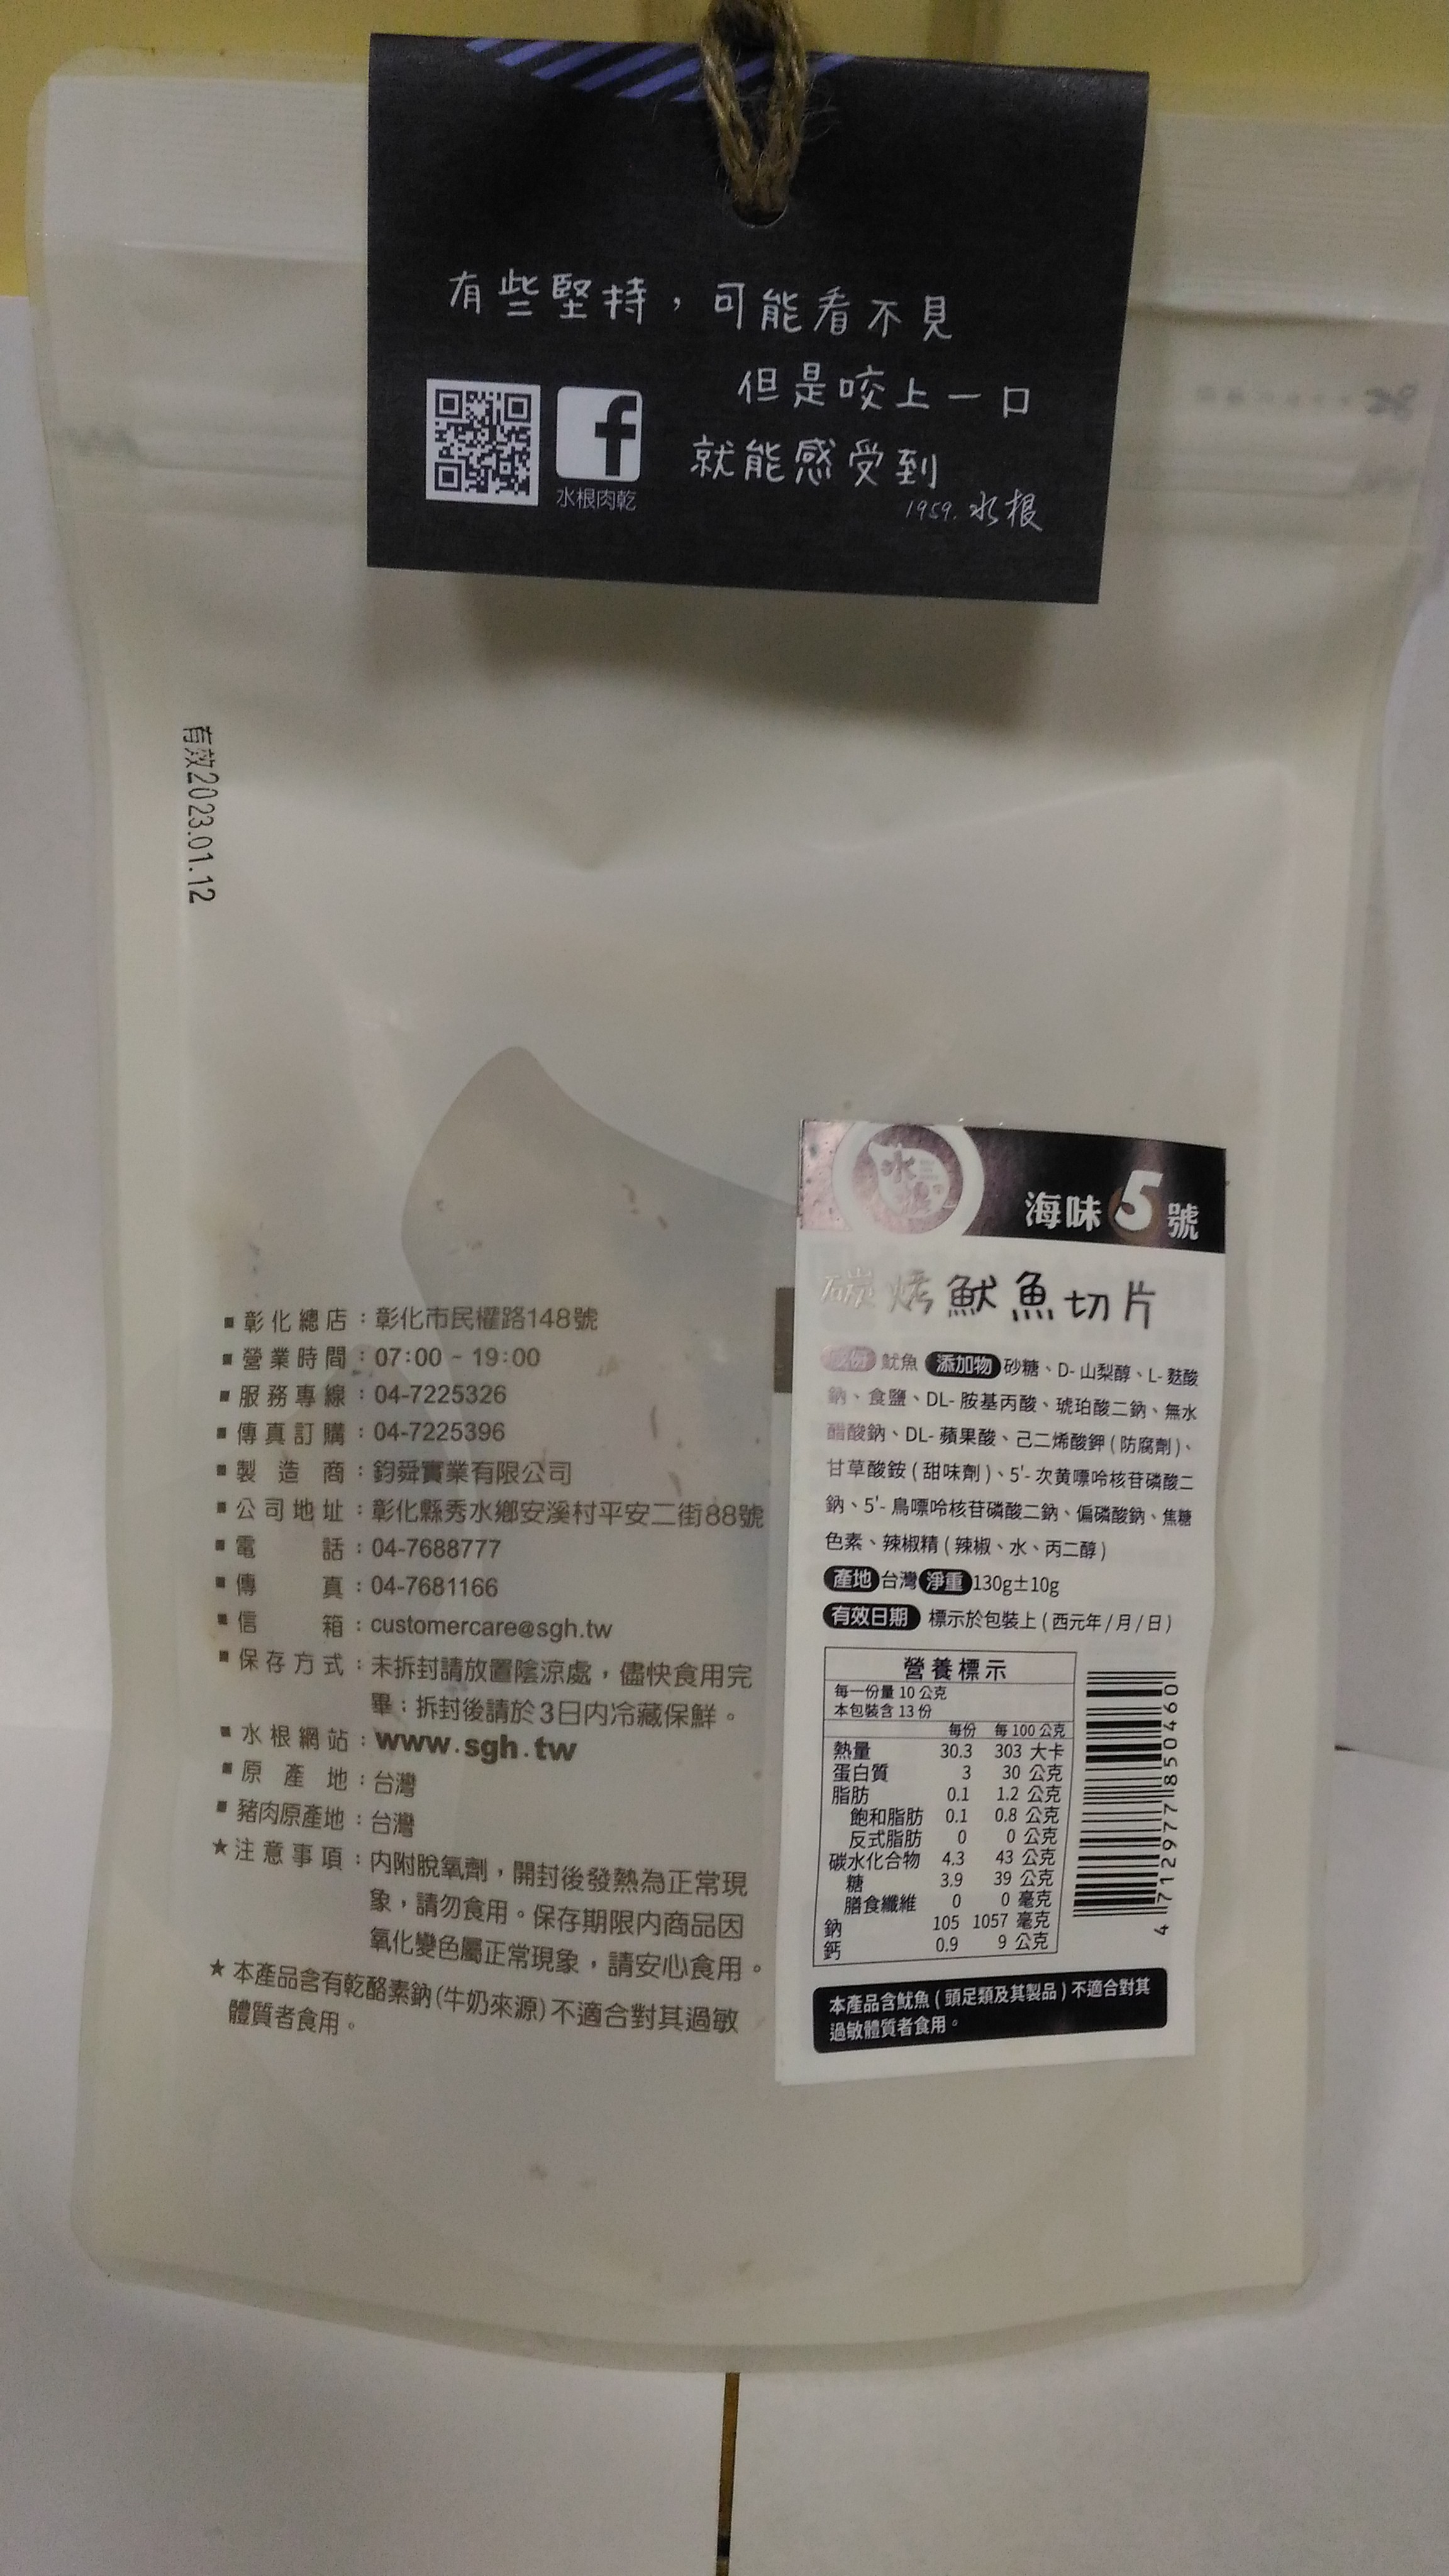 有些堅持，可能看不見
但是咬上一口
就能感受到
1959.水根
水根肉乾
有效2023.01.12
■彰化總店：彰化市民權路148號
■營業時間：07:00 - 19:00
■服務專線：04-7225326
■傳真訂購：04-7225396
■製造商：鈞舜實業有限公司
■公司地址：彰化縣秀水鄉安溪村平安二街88號
■電話：04-7688777
■傳真：04-7681166
■信箱：customercare@sgh.tw
■保存方式：未拆封請放置陰涼處，儘快食用完
畢；拆封後請於3日內冷藏保鮮。
■水根網站：www.sgh.tw
■原產地：台灣
■豬肉原產地：台灣
★注意事項：內附脫氧劑，開封後發熱為正常現
象，請勿食用。保存期限內商品因
氧化變色屬正常現象，請安心食用。
★本產品含有乾酪素鈉(牛奶來源)不適合對其過敏
體質者食用。
海味5號
碳烤魷魚切片
成份 魷魚 添加物 砂糖、D-山梨醇、L-麩酸
鈉、食鹽、DL-胺基丙酸、琥珀酸二鈉、無水
醋酸鈉、DL-蘋果酸、己二烯酸鉀(防腐劑)、
甘草酸銨(甜味劑)、5'-次黃嘌呤核苷磷酸二
鈉、5'-鳥嘌呤核苷磷酸二鈉、偏磷酸鈉、焦糖
色素、辣椒精(辣椒、水、丙二醇)
產地 台灣 淨重 130g±10g
有效日期 標示於包裝上(西元年/月/日)
營養標示
每一份量 10 公克
本包裝含 13 份
每份 每 100 公克
熱量 30.3 303 大卡
蛋白質 3 30 公克
脂肪 0.1 1.2 公克
飽和脂肪 0.1 0.8 公克
反式脂肪 0 0 公克
碳水化合物 4.3 43 公克
糖 3.9 39 公克
膳食纖維 0 0 毫克
鈉 105 1057 毫克
鈣 0.9 9 公克
4 712977 850460
本產品含魷魚(頭足類及其製品)不適合對其
過敏體質者食用。